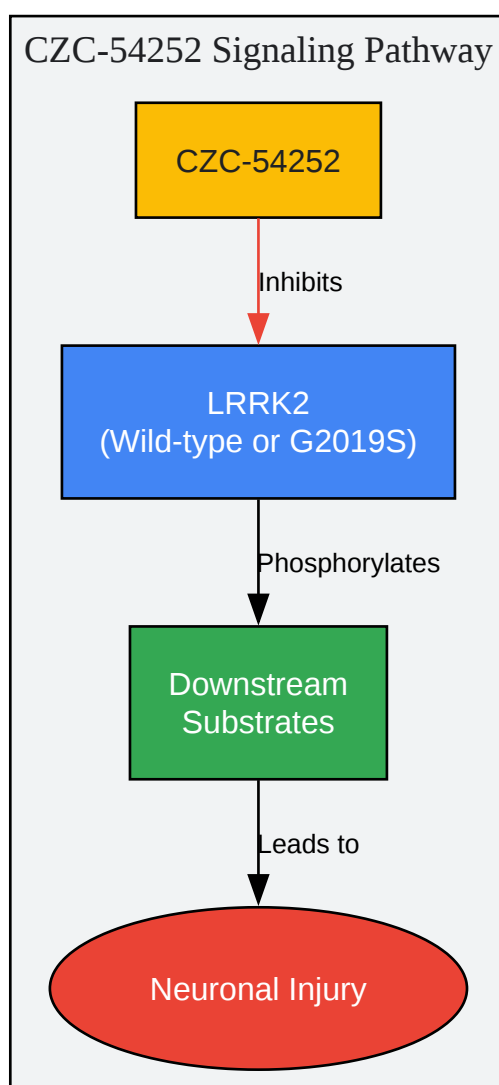 CZC-54252 Signaling Pathway
CZC-54252
Inhibits
LRRK2
(Wild-type or G2019S)
Phosphorylates
Downstream
Substrates
Leads to
Neuronal Injury